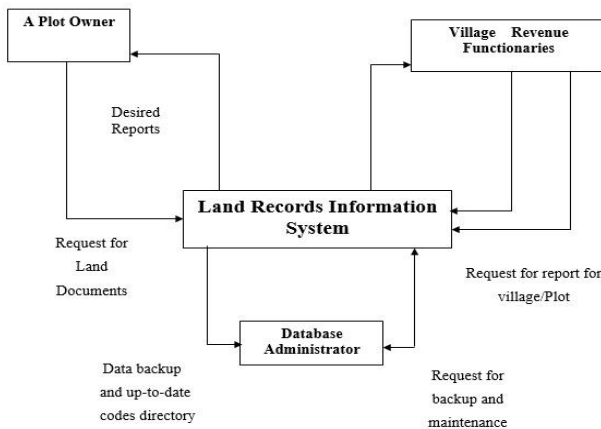 A Plot Owner
Village Revenue
Functionaries
Desired
Reports
Land Records Information
System
Request for
Land
Documents
Request for report for
village/Plot
Database
Administrator
Data backup
and up-to-date
codes directory
Request for
backup and
maintenance